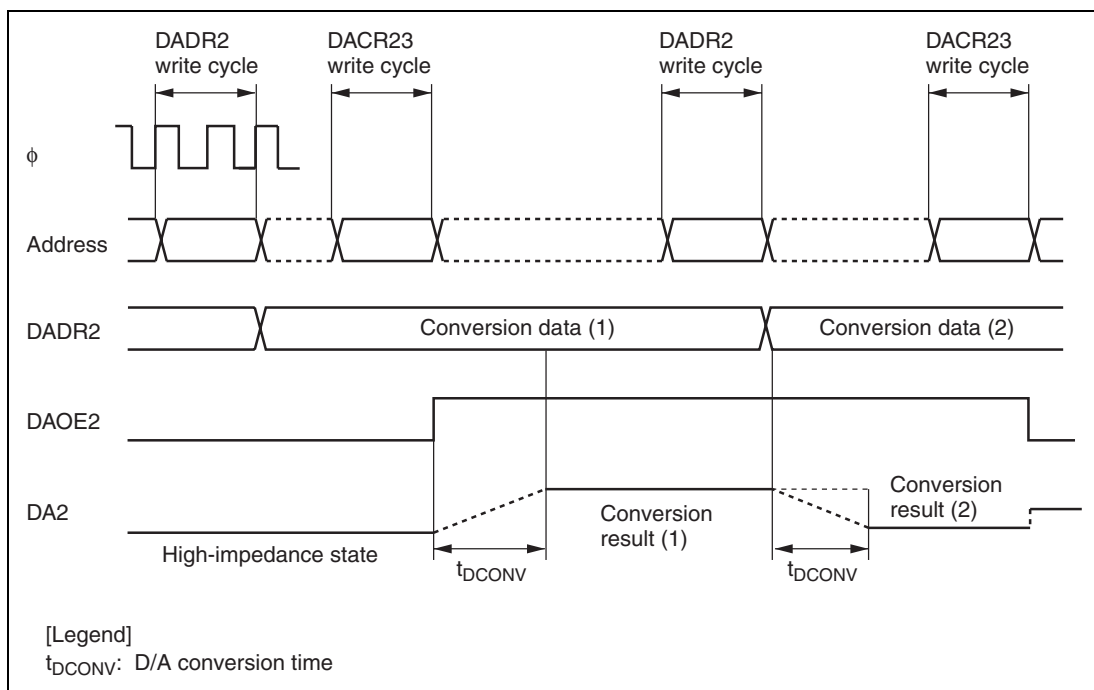 DADR2
write cycle
DACR23
write cycle
DADR2
write cycle
DACR23
write cycle
ϕ
Address
DADR2
Conversion data (1)
Conversion data (2)
DAOE2
DA2
High-impedance state
Conversion
result (1)
Conversion
result (2)
tDCONV
tDCONV
[Legend]
tDCONV: D/A conversion time